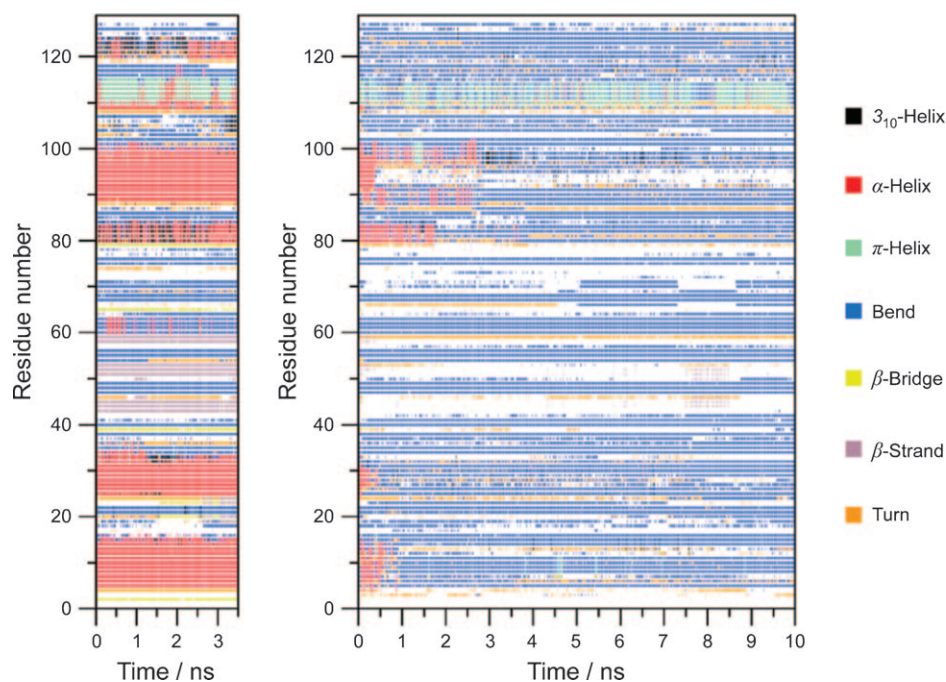 120
100
80
60
40
20
0
Residue number
0 1 2 3
Time / ns
120
100
80
60
40
20
0
Residue number
0 1 2 3 4 5 6 7 8 9 10
Time / ns
3₁₀-Helix
α-Helix
π-Helix
Bend
β-Bridge
β-Strand
Turn